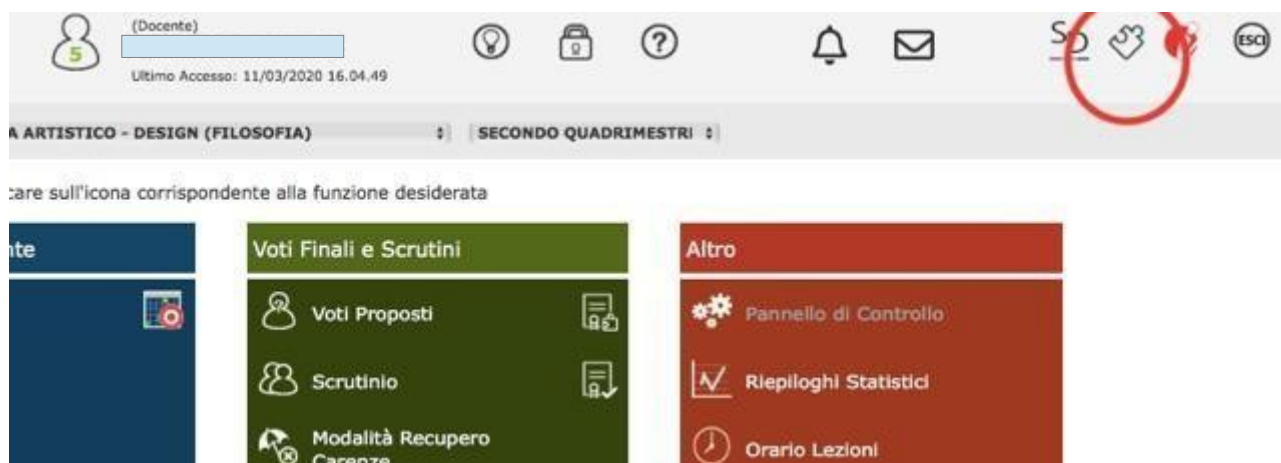 (Docente)
5
Ultimo Accesso: 11/03/2020 16.04.49
SD
ESCI
A ARTISTICO - DESIGN (FILOSOFIA)
SECONDO QUADRIMESTRI
care sull'icona corrispondente alla funzione desiderata
nte
Voti Finali e Scrutini
Altro
Voti Proposti
Pannello di Controllo
Scrutinio
Riepiloghi Statistici
Modalità Recupero
Carenze
Orario Lezioni